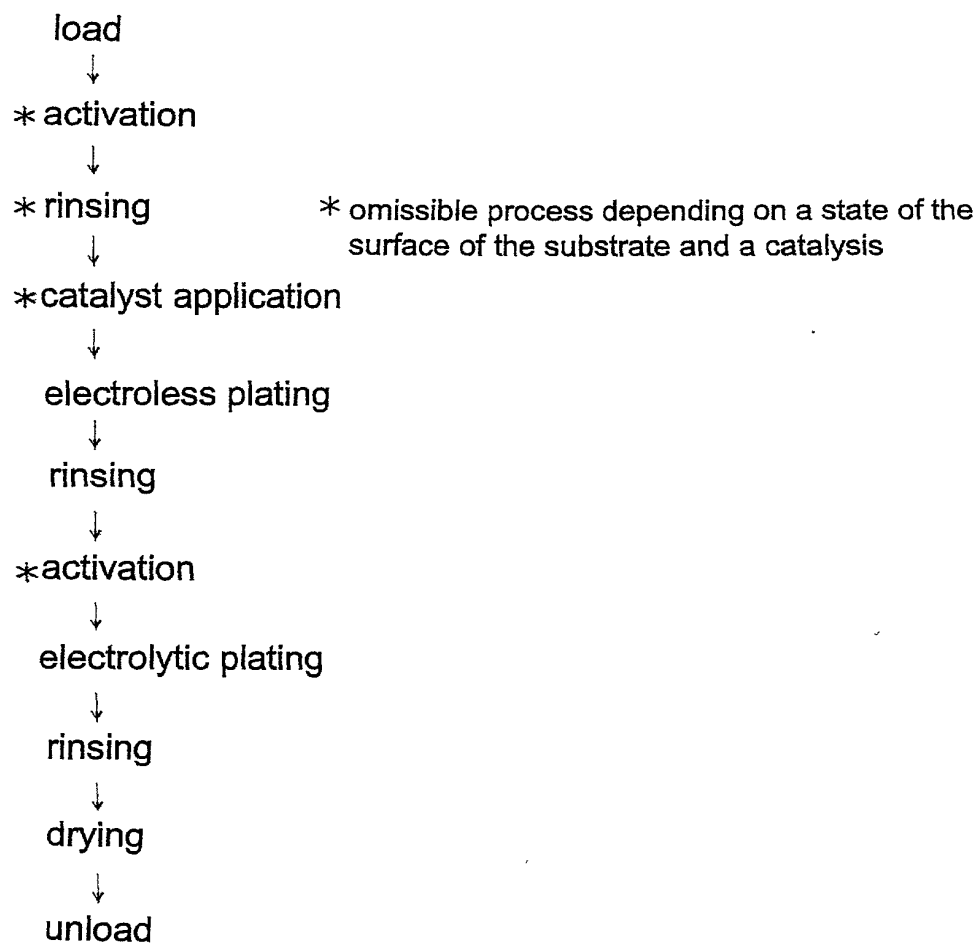 load
↓
* activation
↓
* rinsing
* omissible process depending on a state of the
surface of the substrate and a catalysis
↓
*catalyst application
↓
electroless plating
↓
rinsing
↓
*activation
↓
electrolytic plating
↓
rinsing
↓
drying
↓
unload